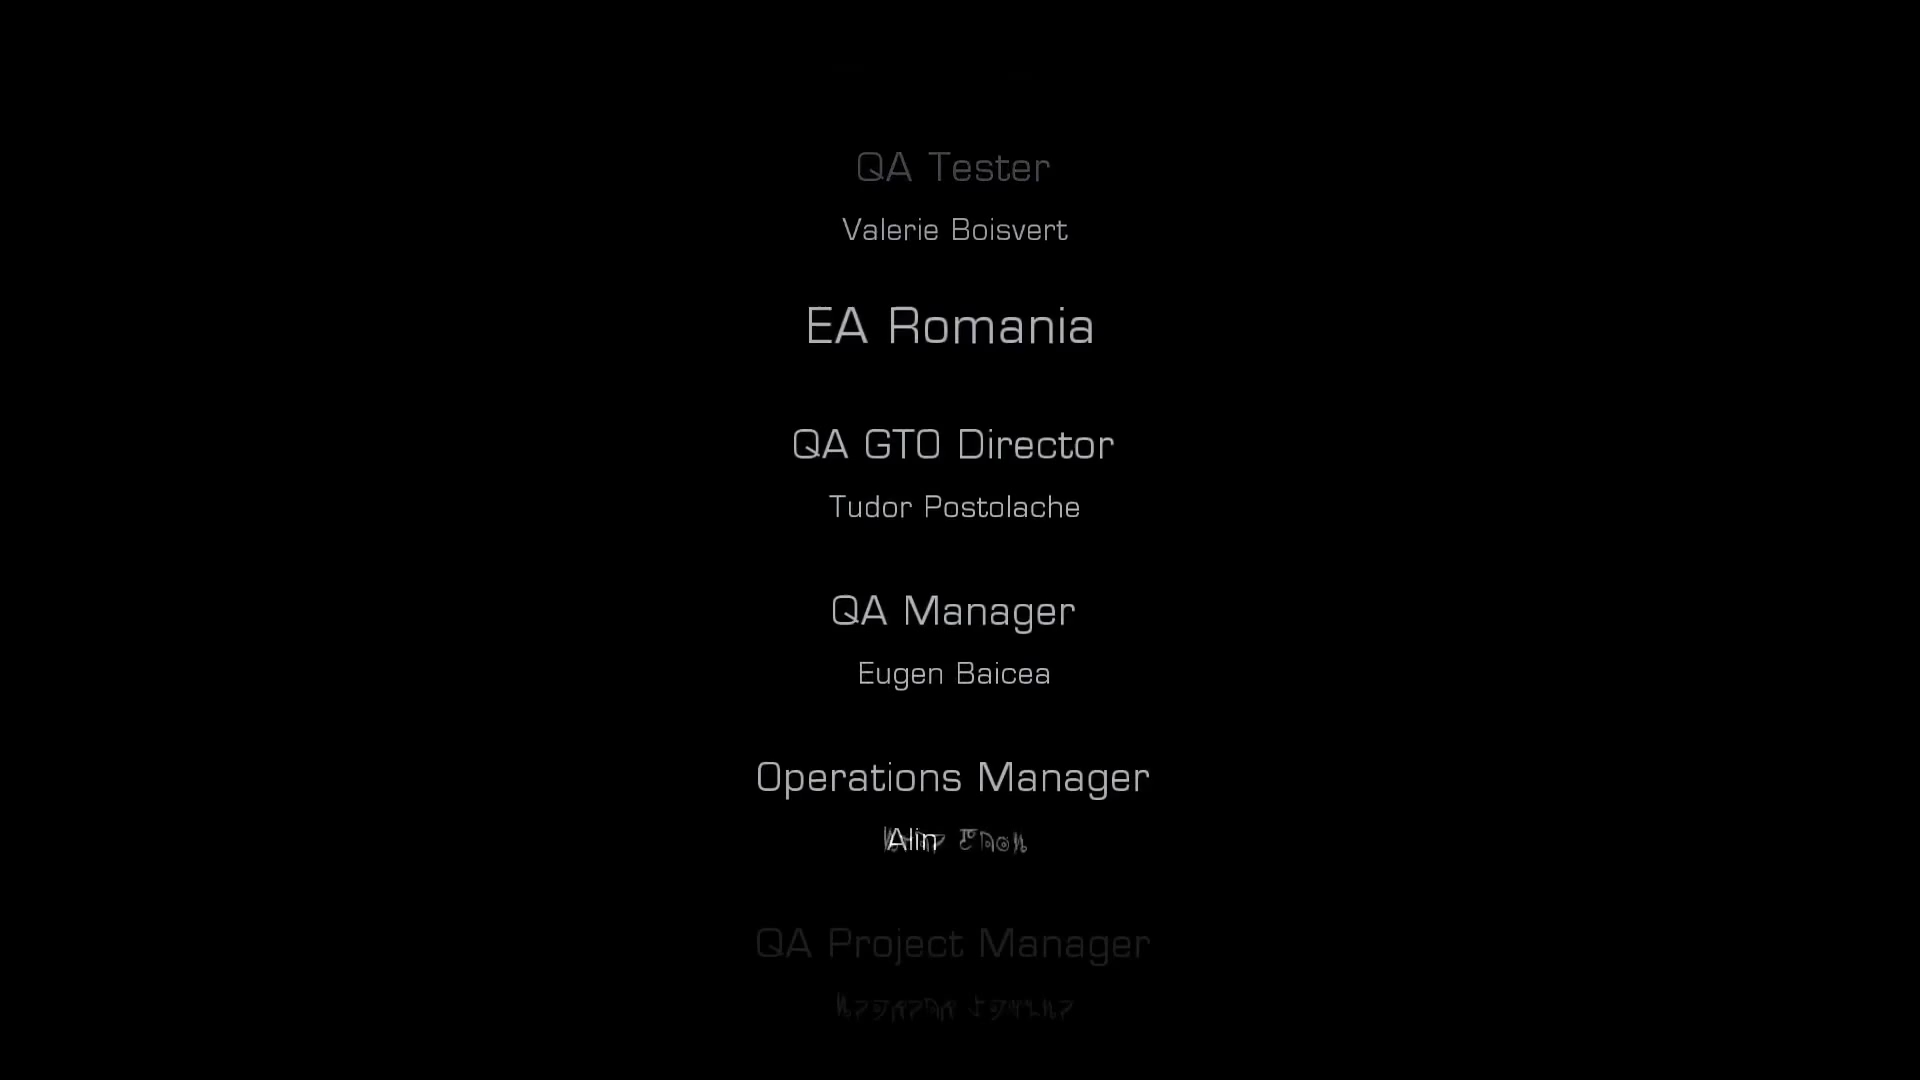 QA Tester
Valerie Boisvert
EA Romania
QA GTO Director
Tudor Postolache
QA Manager
Eugen Baicea
Operations Manager
Alin
QA Project Manager